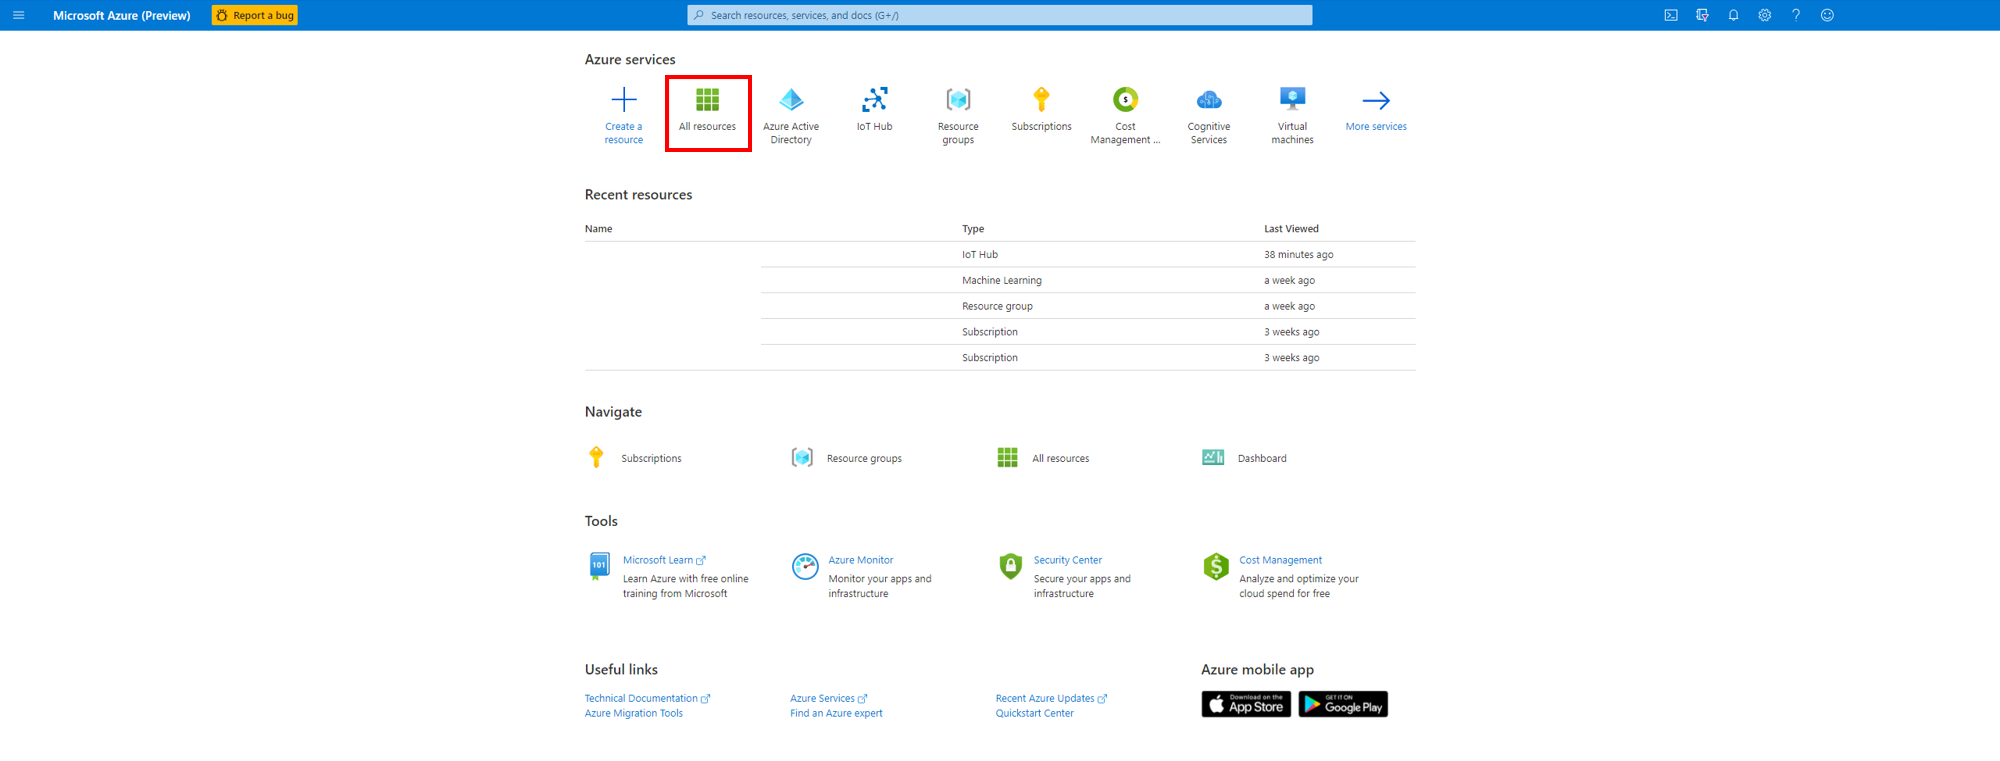 Microsoft Azure (Preview)
Report a bug
Search resources, services, and docs (G+/)
Azure services
Create a
resource
All resources
Azure Active
Directory
IoT Hub
Resource
groups
Subscriptions
Cost
Management ...
Cognitive
Services
Virtual
machines
More services
Recent resources
Name Type Last Viewed
IoT Hub 38 minutes ago
Machine Learning a week ago
Resource group a week ago
Subscription 3 weeks ago
Subscription 3 weeks ago
Navigate
Subscriptions
Resource groups
All resources
Dashboard
Tools
101
Microsoft Learn
Learn Azure with free online
training from Microsoft
Azure Monitor
Monitor your apps and
infrastructure
Security Center
Secure your apps and
infrastructure
Cost Management
Analyze and optimize your
cloud spend for free
Useful links
Technical Documentation
Azure Migration Tools
Azure Services
Find an Azure expert
Recent Azure Updates
Quickstart Center
Azure mobile app
Download on the
App Store
GET IT ON
Google Play